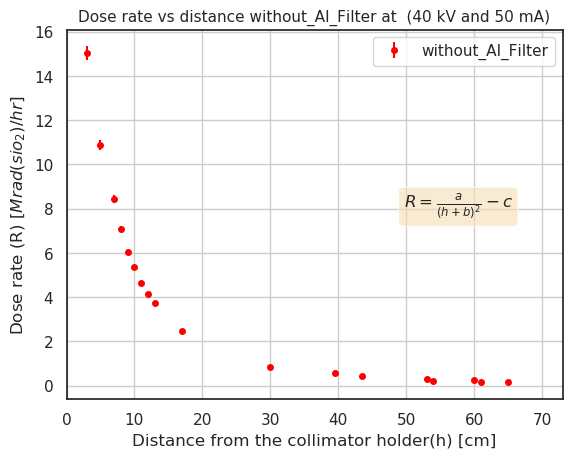 Dose rate vs distance without_Al_Filter at  (40 kV and 50 mA)
without_Al_Filter
R = \frac{a}{(h+b)^2} − c
Dose rate (R) [Mrad(sio₂)/hr]
16
14
12
10
8
6
4
2
0
0 10 20 30 40 50 60 70
Distance from the collimator holder(h) [cm]